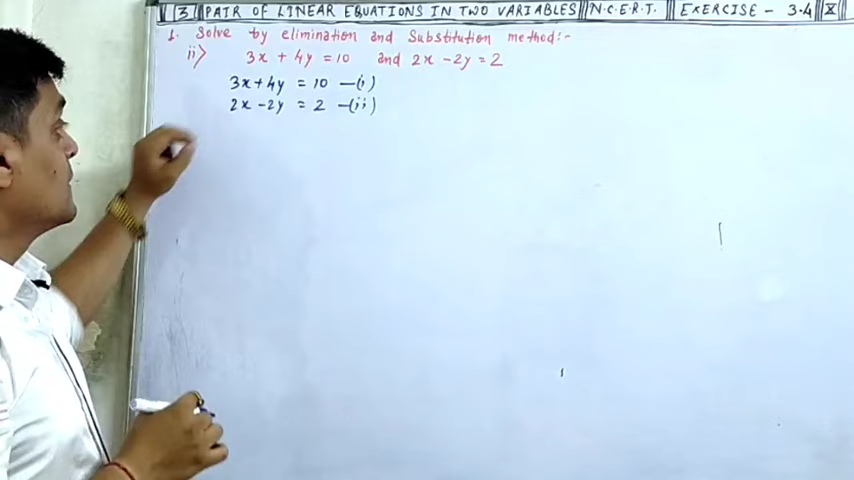 3 PAIR OF LINEAR EQUATIONS IN TWO VARIABLES N.C.E.R.T. EXERCISE - 3.4 X
1. Solve by elimination and Substitution method:-
ii> 3x + 4y = 10 and 2x - 2y = 2
3x + 4y = 10 —(i)
2x - 2y = 2 —(ii)